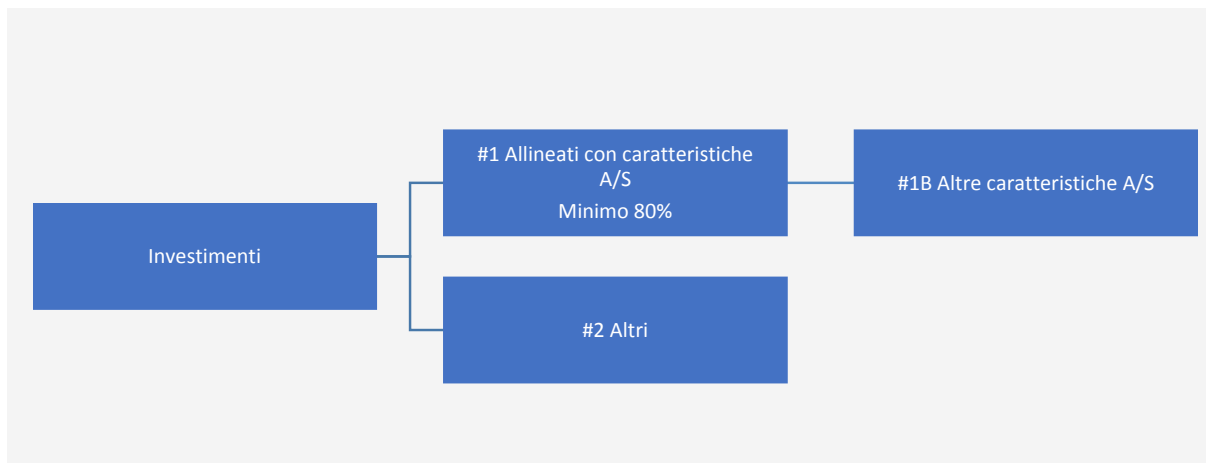 #1 Allineati con caratteristiche
A/S
Minimo 80%
#1B Altre caratteristiche A/S
Investimenti
#2 Altri